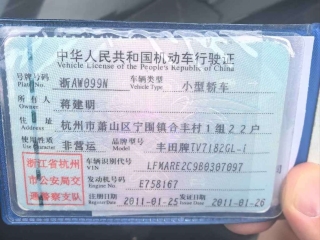 中华人民共和国机动车行驶证
Vehicle License of the People's Republic of China
号牌号码 浙AW099N 车辆类型 小型轿车
Plate No. Vehicle Type
所有人 蒋建明
Owner
住址 杭州市萧山区宁围镇合丰村1组22户
Address
使用性质 非营运 品牌型号 丰田牌TV7182GL-i
Use Character Model
浙江省杭州市公安局交通警察支队
车辆识别代号 LFMARE2C980307097
VIN
发动机号码 E758167
Engine No.
注册日期 2011-01-25 发证日期 2011-01-26
Register Date Issue Date